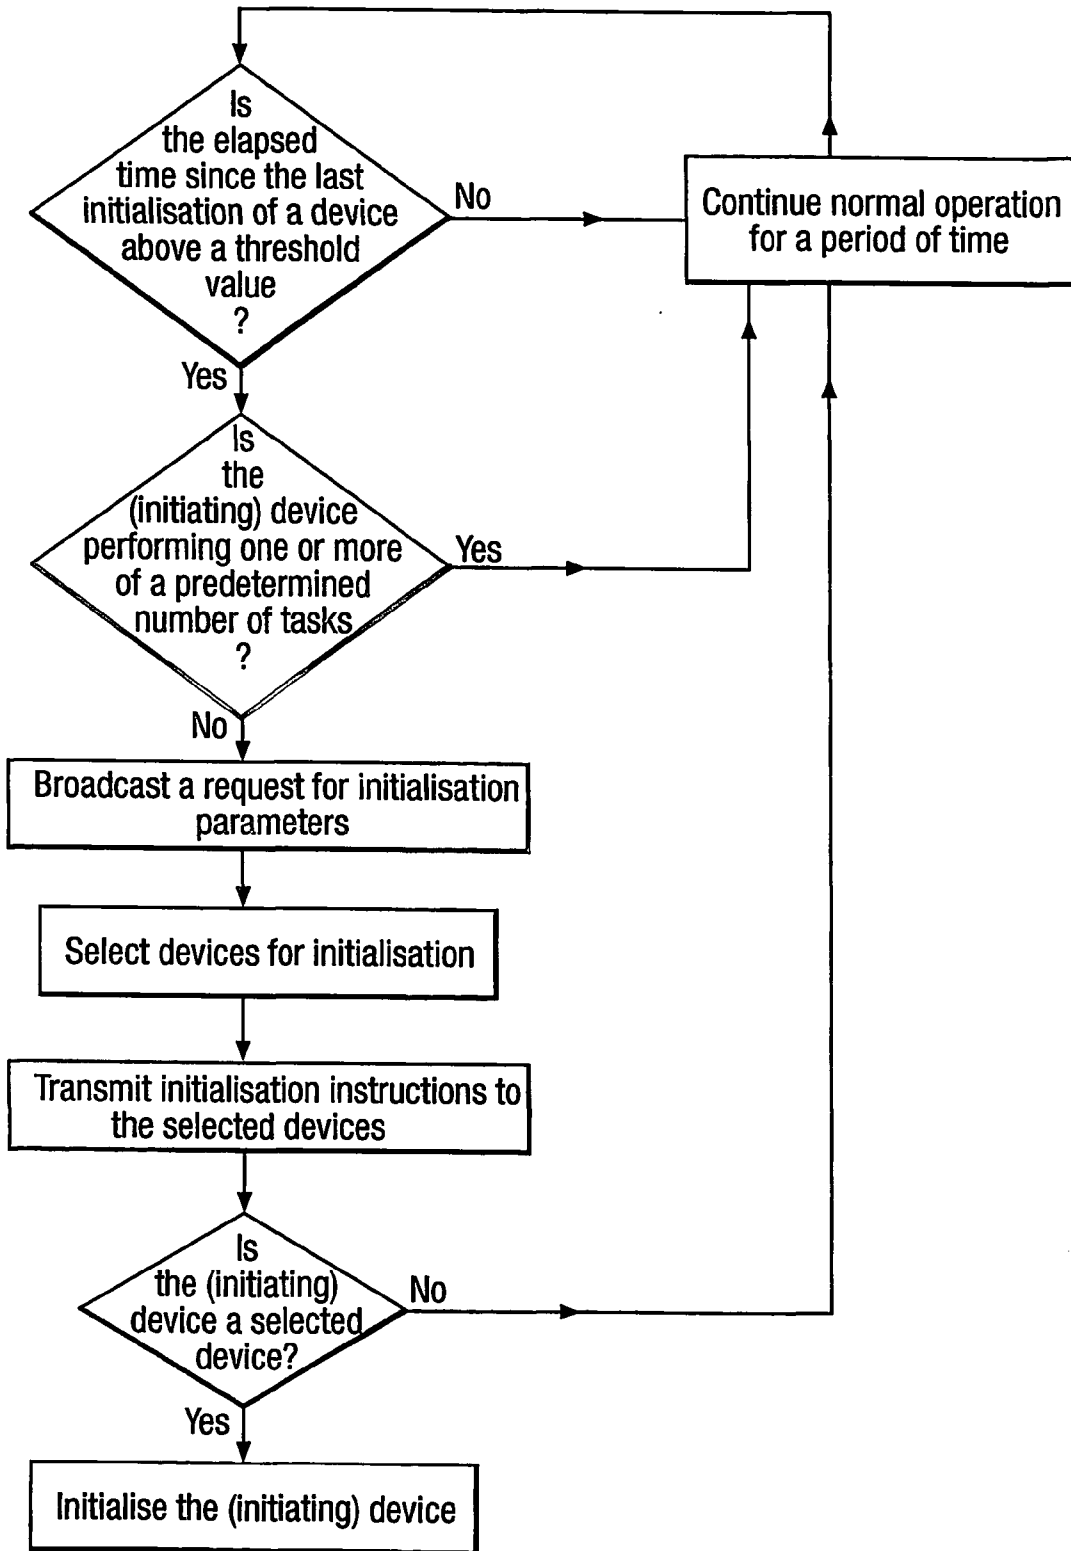 Is
the elapsed
time since the last
initialisation of a device
above a threshold
value
?
No
Continue normal operation
for a period of time
Yes
Is
the
(initiating) device
performing one or more
of a predetermined
number of tasks
?
Yes
No
Broadcast a request for initialisation
parameters
Select devices for initialisation
Transmit initialisation instructions to
the selected devices
Is
the (initiating)
device a selected
device?
No
Yes
Initialise the (initiating) device